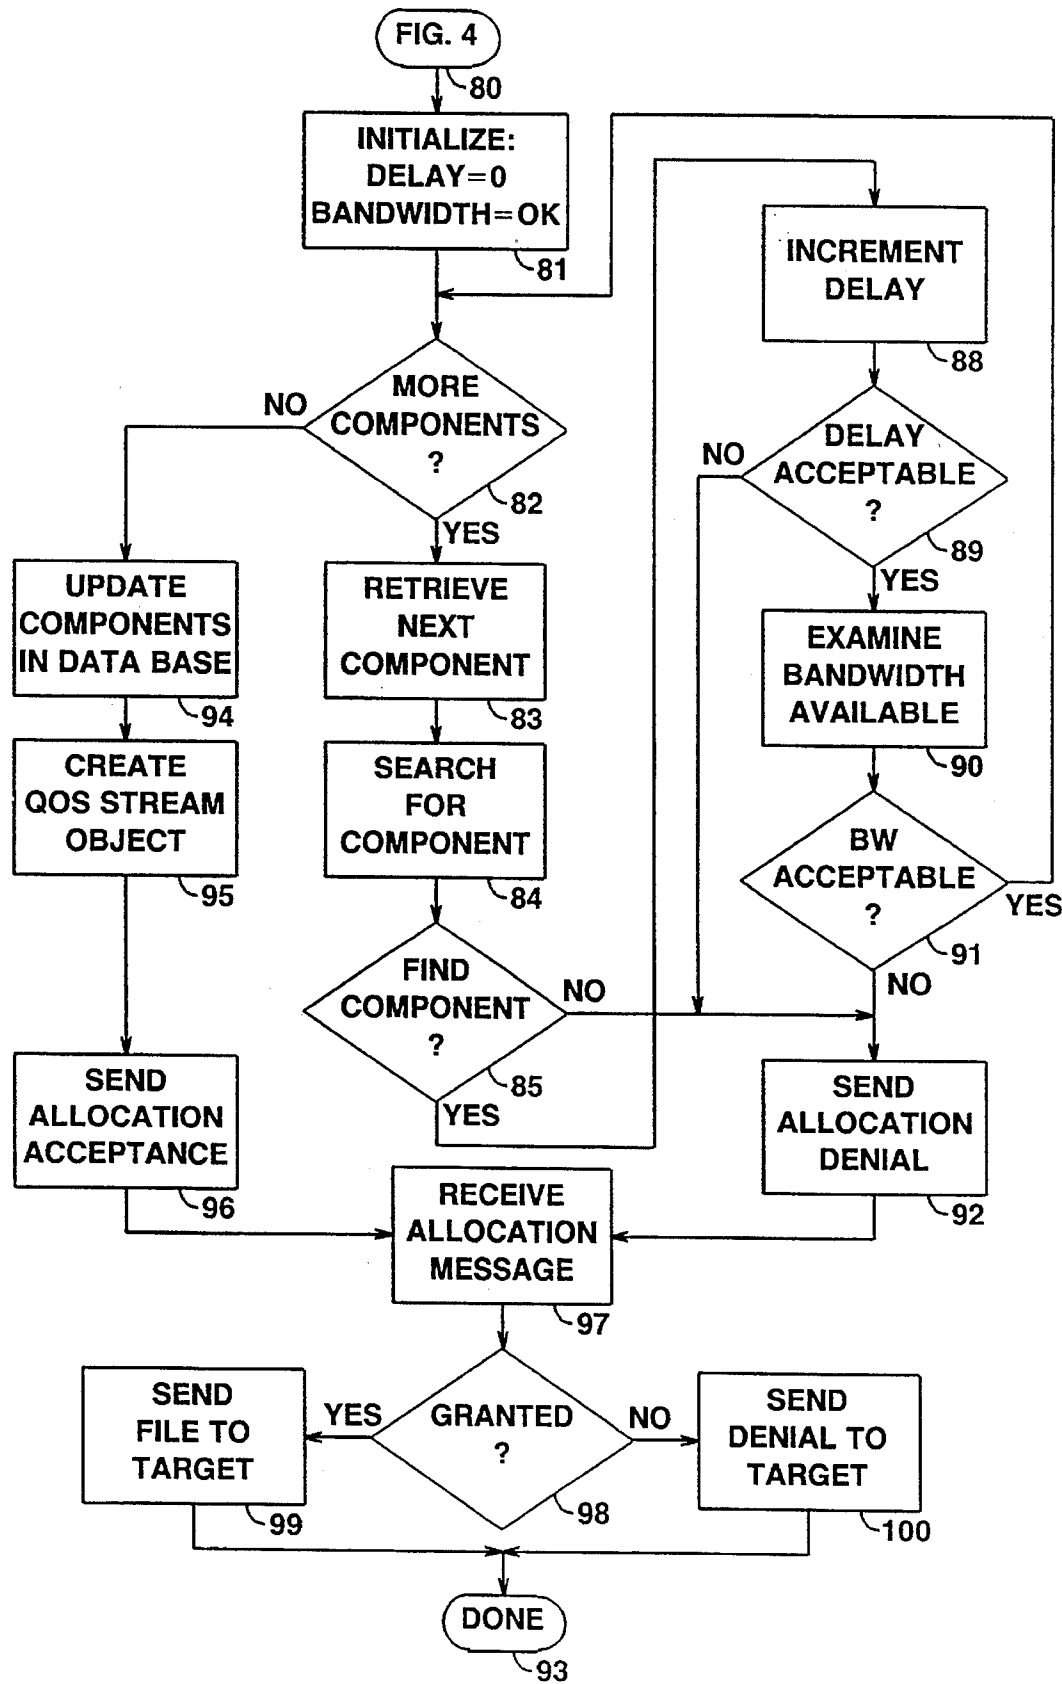 FIG. 4
80
INITIALIZE:
DELAY=0
BANDWIDTH=OK
81
MORE
COMPONENTS
?
82
NO
YES
RETRIEVE
NEXT
COMPONENT
83
SEARCH
FOR
COMPONENT
84
FIND
COMPONENT
?
85
NO
YES
INCREMENT
DELAY
88
DELAY
ACCEPTABLE
?
89
NO
YES
EXAMINE
BANDWIDTH
AVAILABLE
90
BW
ACCEPTABLE
?
91
YES
NO
SEND
ALLOCATION
DENIAL
92
UPDATE
COMPONENTS
IN DATA BASE
94
CREATE
QOS STREAM
OBJECT
95
SEND
ALLOCATION
ACCEPTANCE
96
RECEIVE
ALLOCATION
MESSAGE
97
GRANTED
?
98
YES
NO
SEND
FILE TO
TARGET
99
SEND
DENIAL TO
TARGET
100
DONE
93